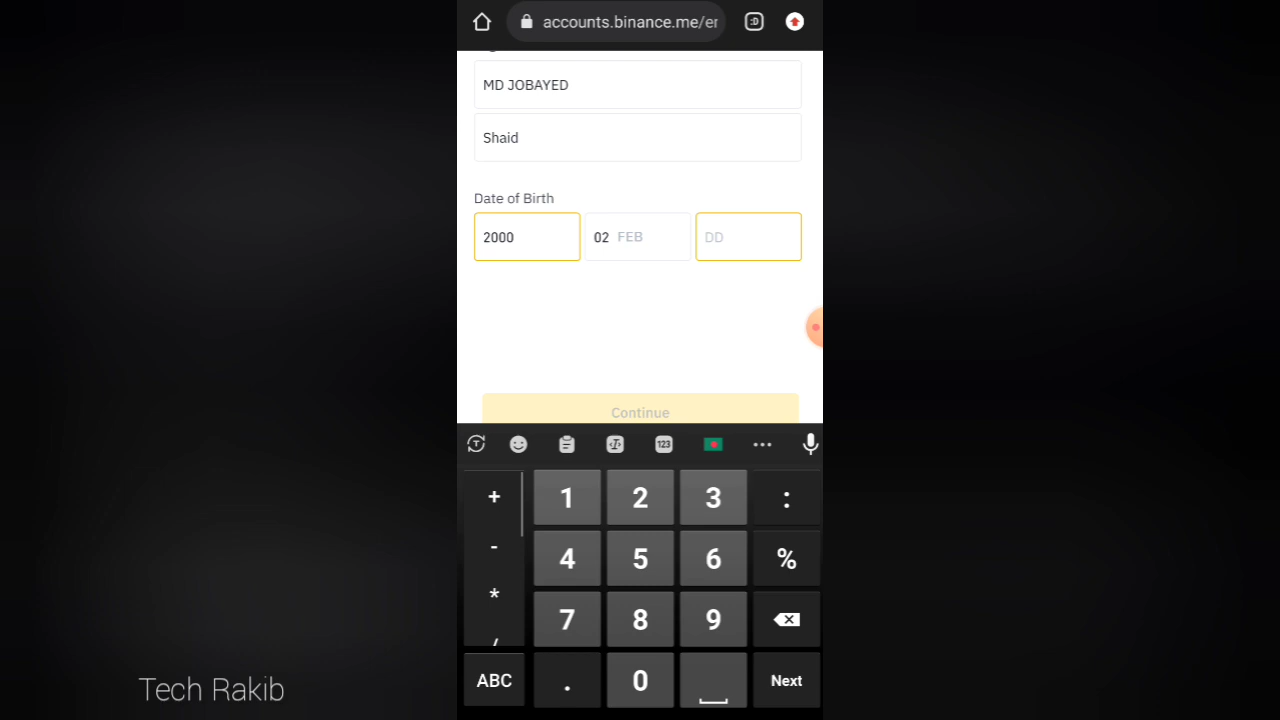 accounts.binance.me/er
:D
MD JOBAYED
Shaid
Date of Birth
2000 02 FEB DD
Continue
T 123
+ 1 2 3 :
- 4 5 6 %
* 7 8 9
/
ABC . 0 Next
Tech Rakib